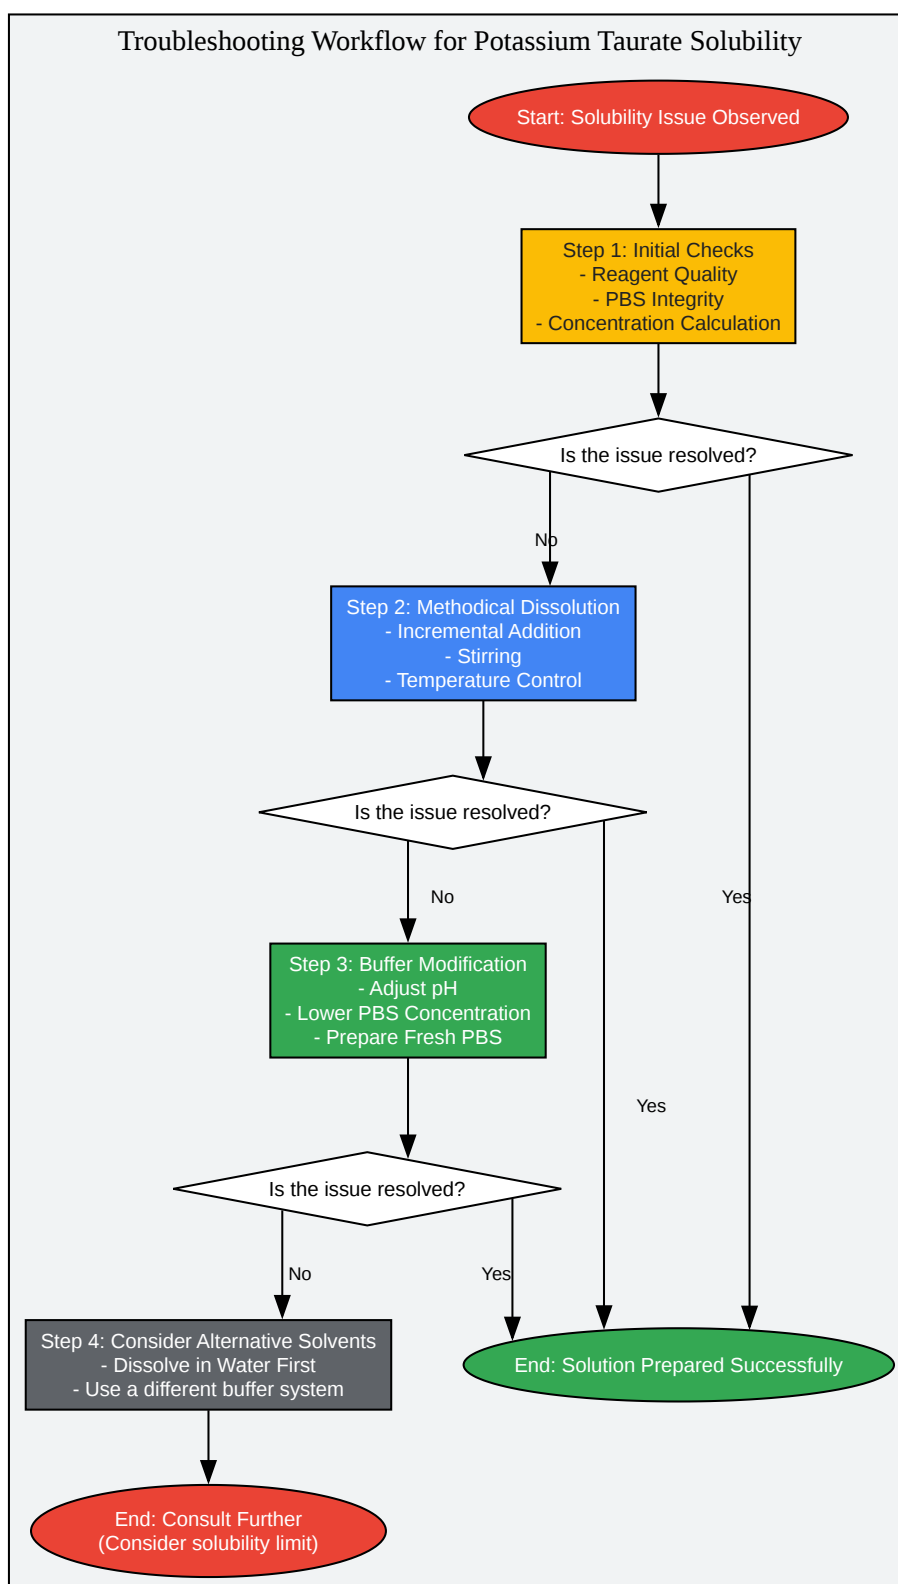 Troubleshooting Workflow for Potassium Taurate Solubility
Start: Solubility Issue Observed
Step 1: Initial Checks
- Reagent Quality
- PBS Integrity
- Concentration Calculation
Is the issue resolved?
No
Step 2: Methodical Dissolution
- Incremental Addition
- Stirring
- Temperature Control
Is the issue resolved?
No
Yes
Step 3: Buffer Modification
- Adjust pH
- Lower PBS Concentration
- Prepare Fresh PBS
Yes
Is the issue resolved?
No
Yes
Step 4: Consider Alternative Solvents
- Dissolve in Water First
- Use a different buffer system
End: Solution Prepared Successfully
End: Consult Further
(Consider solubility limit)